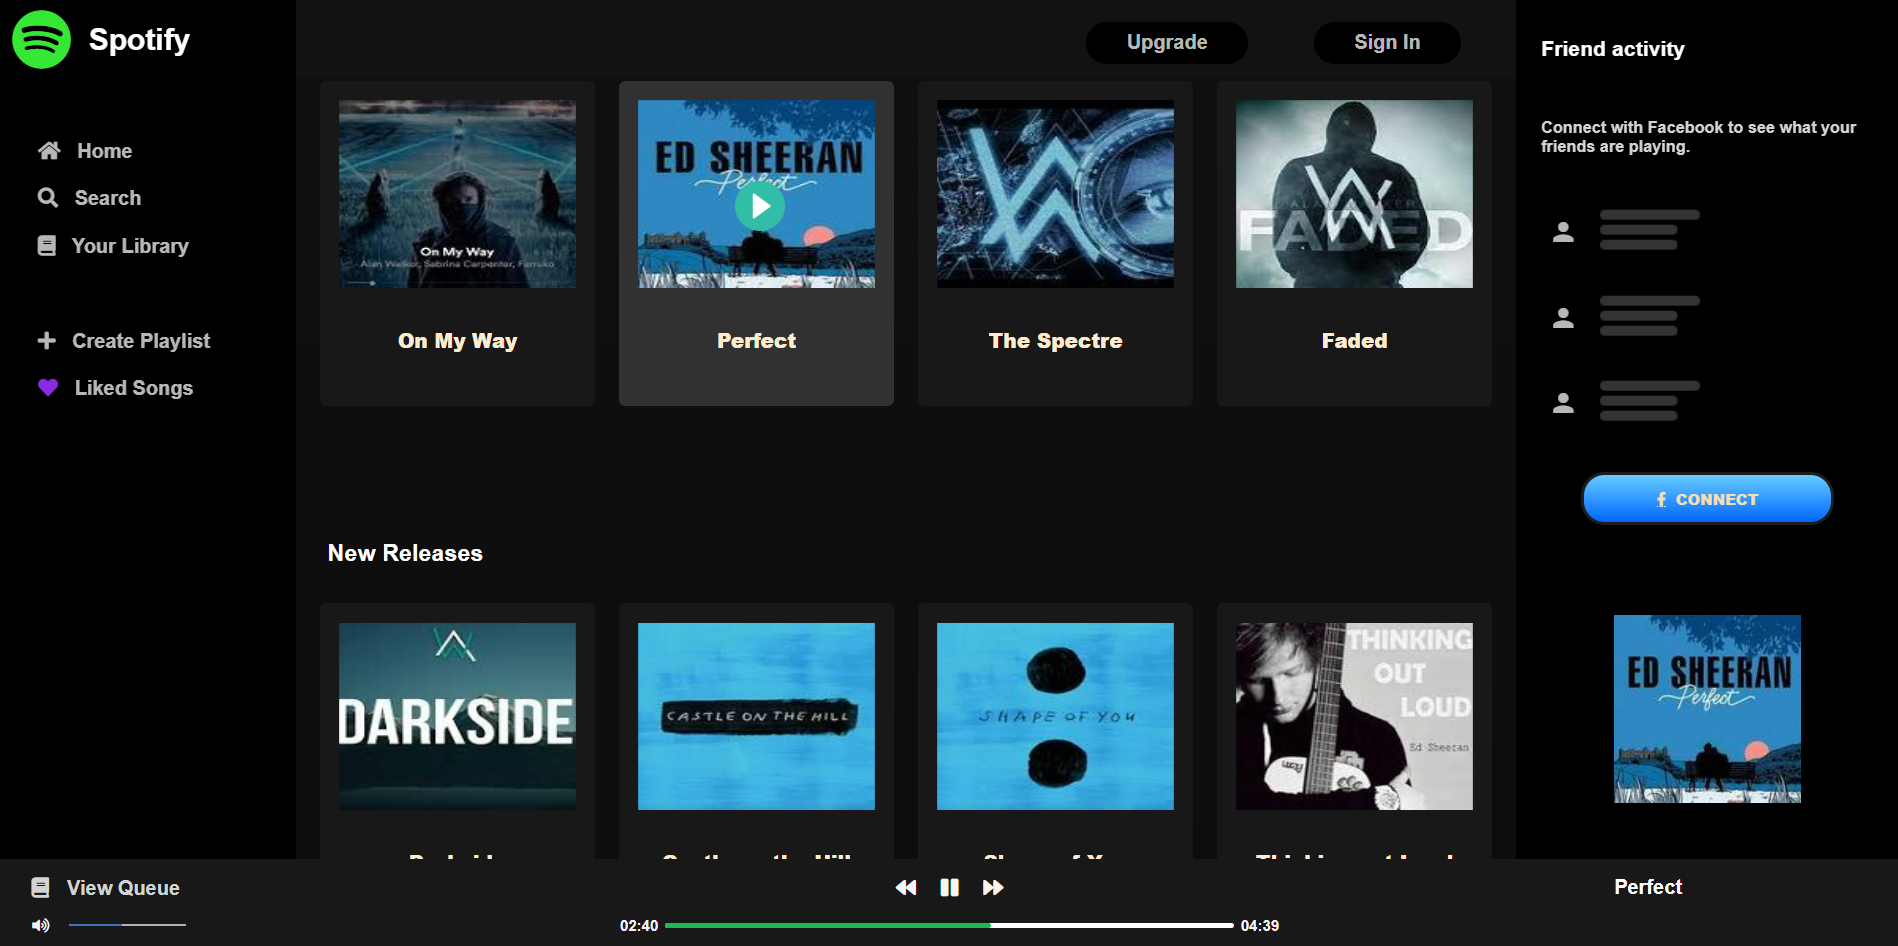 Spotify
Home
Search
Your Library
Create Playlist
Liked Songs
Upgrade
Sign In
On My Way
Alan Walker, Sabrina Carpenter, Farruko
ED SHEERAN
Perfect
FADED
On My Way
Perfect
The Spectre
Faded
New Releases
DARKSIDE
CASTLE ON THE HILL
SHAPE OF YOU
THINKING
OUT
LOUD
Ed Sheeran
Friend activity
Connect with Facebook to see what your
friends are playing.
f CONNECT
ED SHEERAN
Perfect
View Queue
02:40
04:39
Perfect